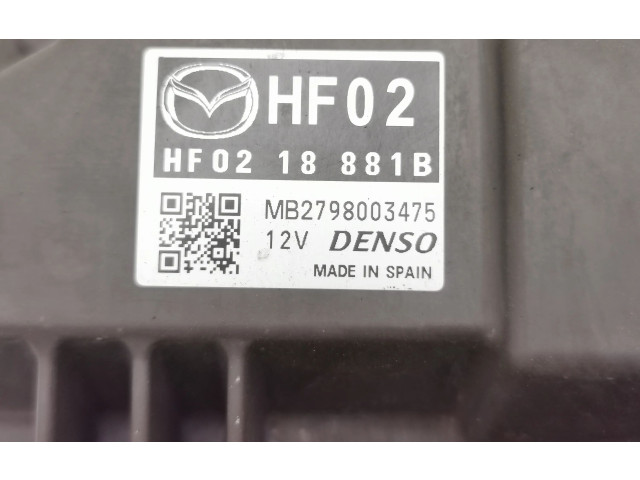 HF02
HF02 18 881B
MB2798003475
12V DENSO
MADE IN SPAIN